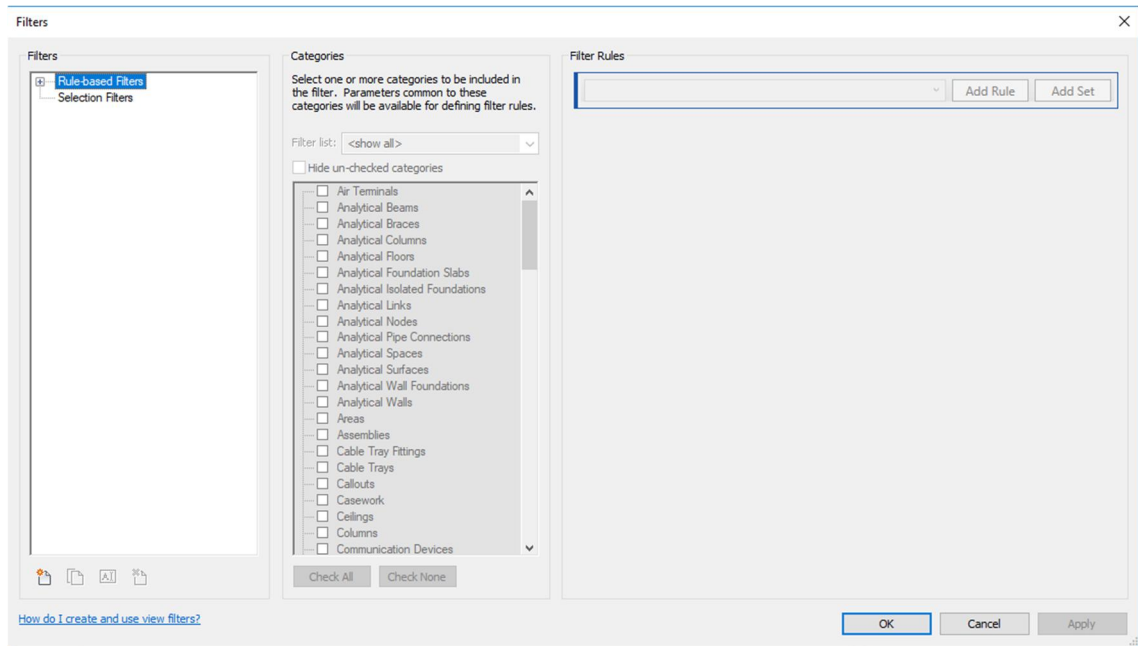 Filters
Filters
Rule-based Filters
Selection Filters
Categories
Select one or more categories to be included in
the filter. Parameters common to these
categories will be available for defining filter rules.
Filter list: <show all>
Hide un-checked categories
Air Terminals
Analytical Beams
Analytical Braces
Analytical Columns
Analytical Floors
Analytical Foundation Slabs
Analytical Isolated Foundations
Analytical Links
Analytical Nodes
Analytical Pipe Connections
Analytical Spaces
Analytical Surfaces
Analytical Wall Foundations
Analytical Walls
Areas
Assemblies
Cable Tray Fittings
Cable Trays
Callouts
Casework
Ceilings
Columns
Communication Devices
Check All Check None
Filter Rules
Add Rule Add Set
How do I create and use view filters?
OK Cancel Apply